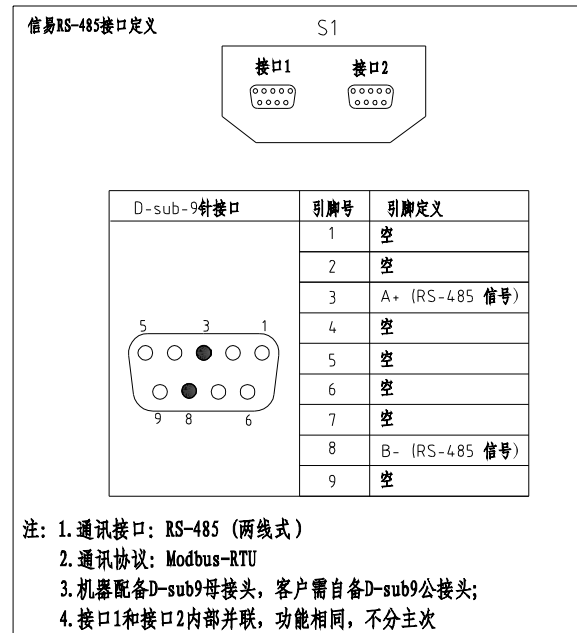 信易RS-485接口定义
S1
接口1 接口2
D-sub-9针接口 引脚号 引脚定义
1 空
2 空
3 A+ (RS-485 信号)
4 空
5 空
6 空
7 空
8 B- (RS-485 信号)
9 空
5 3 1
9 8 6
注: 1.通讯接口: RS-485 (两线式)
2.通讯协议: Modbus-RTU
3.机器配备D-sub9母接头, 客户需自备D-sub9公接头;
4.接口1和接口2内部并联, 功能相同, 不分主次